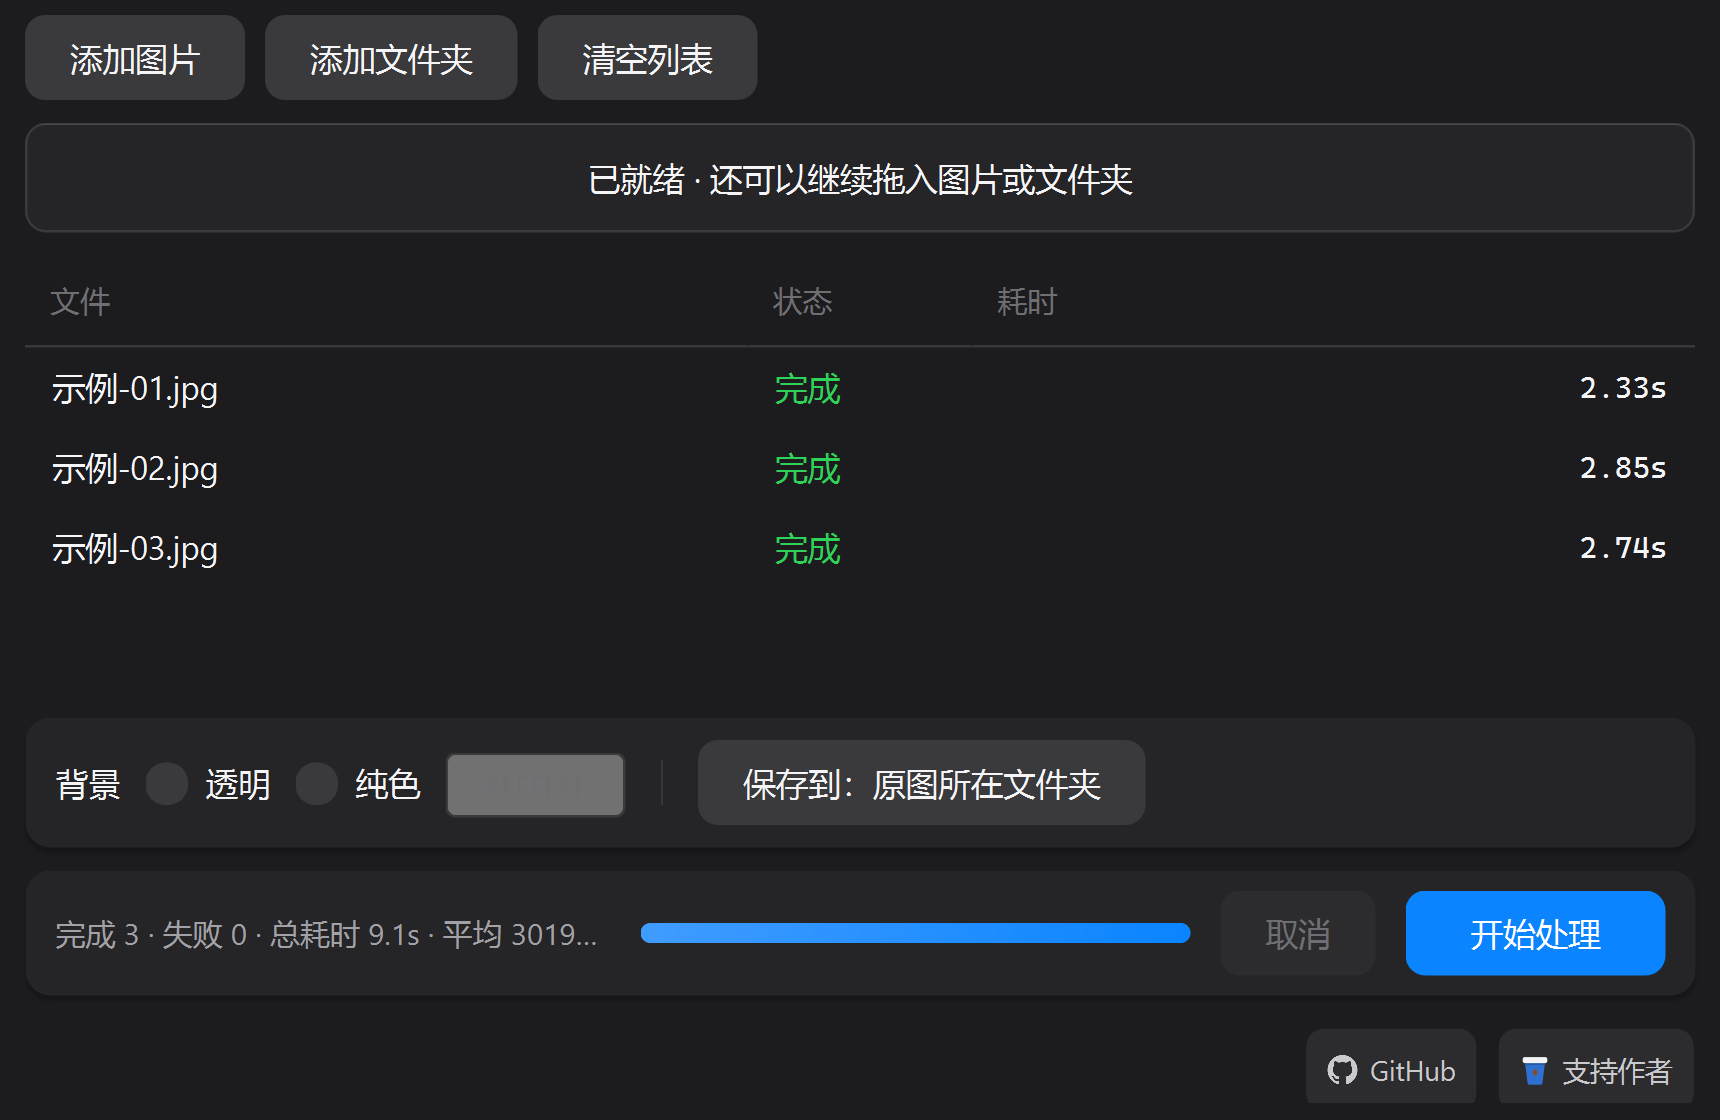 添加图片 添加文件夹 清空列表
已就绪 · 还可以继续拖入图片或文件夹
文件 状态 耗时
示例-01.jpg 完成 2.33s
示例-02.jpg 完成 2.85s
示例-03.jpg 完成 2.74s
背景 透明 纯色 保存到：原图所在文件夹
完成 3 · 失败 0 · 总耗时 9.1s · 平均 3019... 取消 开始处理
GitHub 支持作者